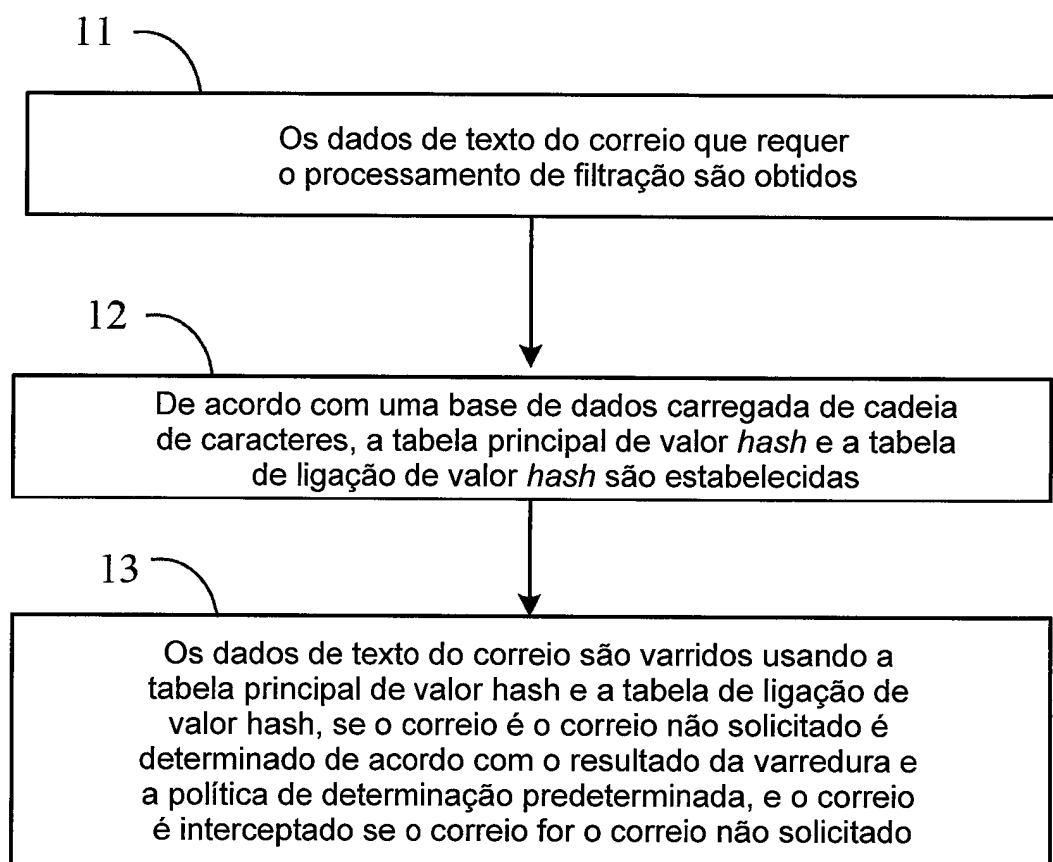 11
Os dados de texto do correio que requer
o processamento de filtração são obtidos
12
De acordo com uma base de dados carregada de cadeia
de caracteres, a tabela principal de valor hash e a tabela
de ligação de valor hash são estabelecidas
13
Os dados de texto do correio são varridos usando a
tabela principal de valor hash e a tabela de ligação de
valor hash, se o correio é o correio não solicitado é
determinado de acordo com o resultado da varredura e
a política de determinação predeterminada, e o correio
é interceptado se o correio for o correio não solicitado